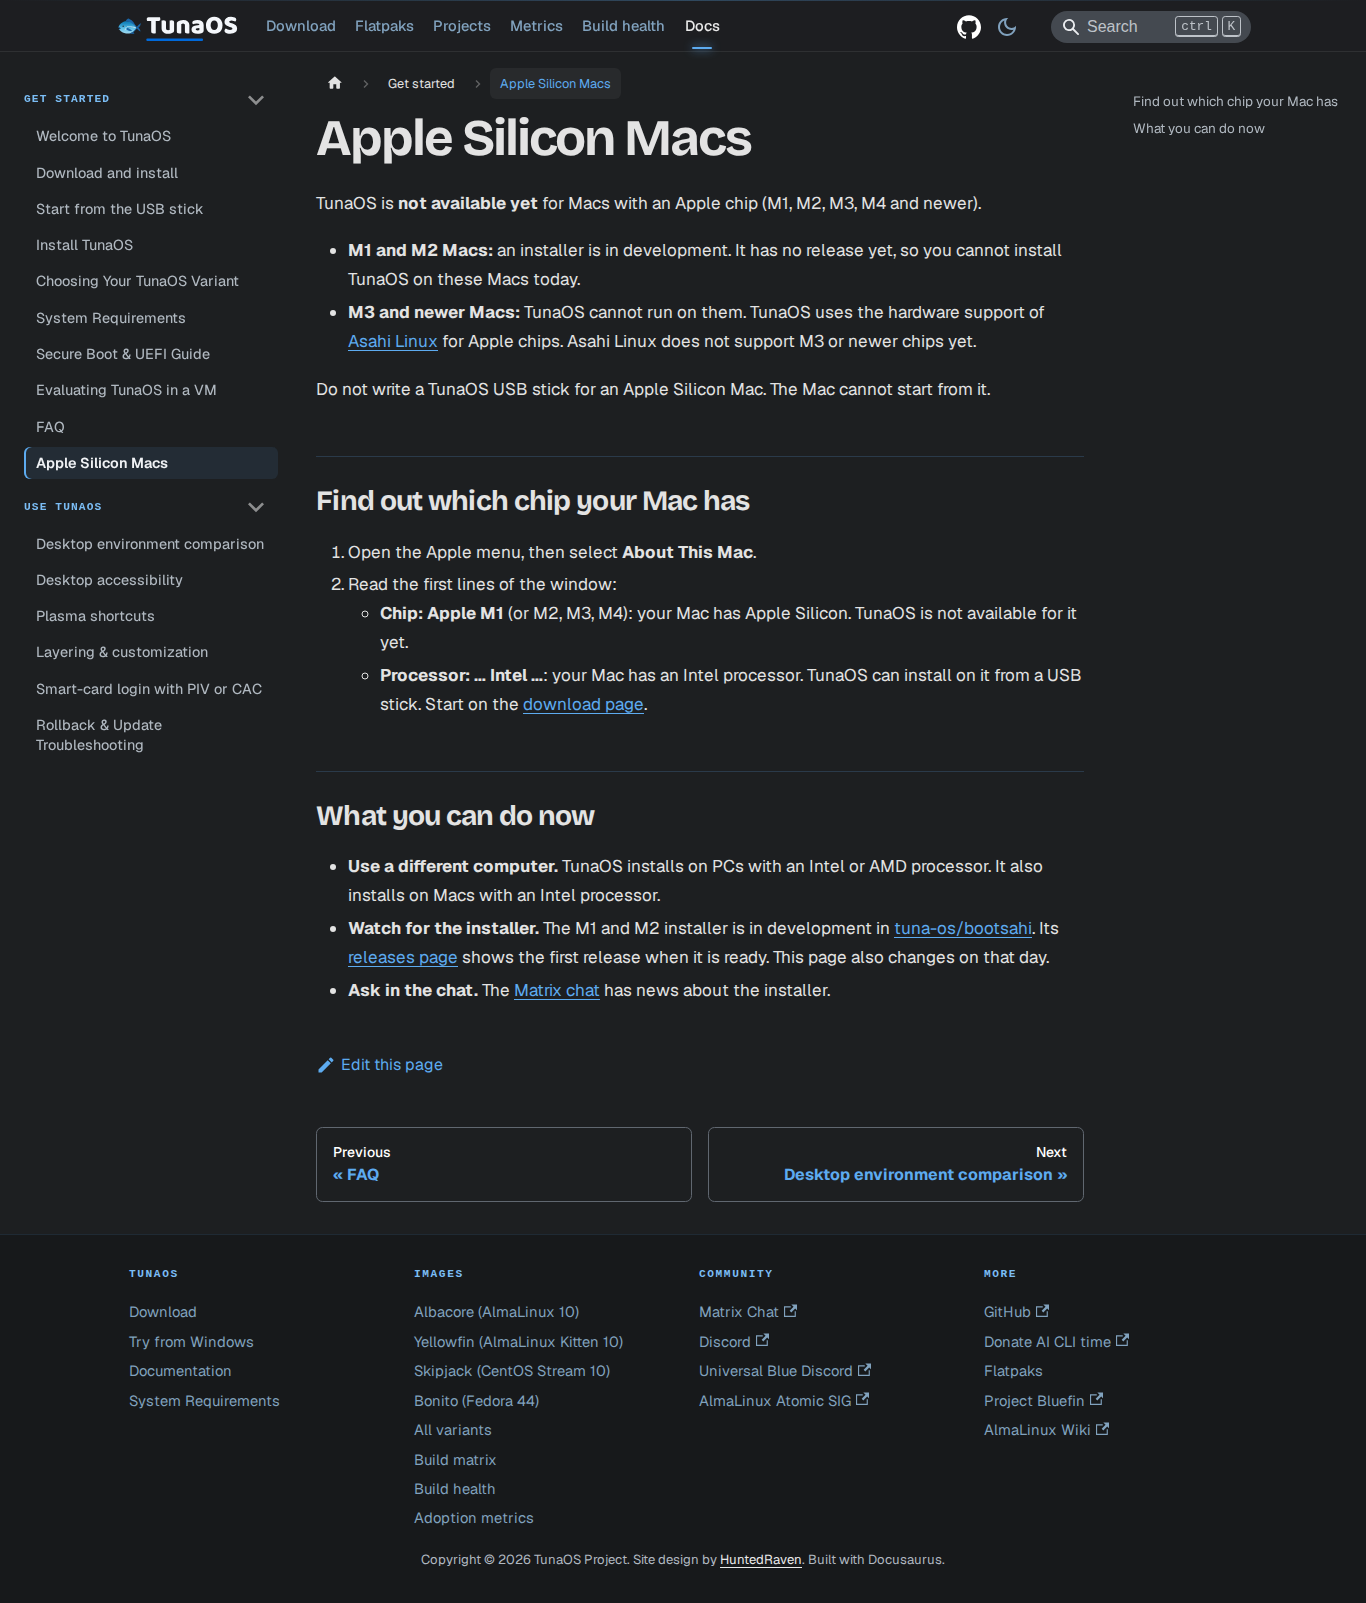 TunaOS
Download
Flatpaks
Projects
Metrics
Build health
Docs
Search
ctrl
K
GET STARTED
Welcome to TunaOS
Download and install
Start from the USB stick
Install TunaOS
Choosing Your TunaOS Variant
System Requirements
Secure Boot & UEFI Guide
Evaluating TunaOS in a VM
FAQ
Apple Silicon Macs
USE TUNAOS
Desktop environment comparison
Desktop accessibility
Plasma shortcuts
Layering & customization
Smart-card login with PIV or CAC
Rollback & Update
Troubleshooting
Get started
Apple Silicon Macs
Apple Silicon Macs
TunaOS is not available yet for Macs with an Apple chip (M1, M2, M3, M4 and newer).
M1 and M2 Macs: an installer is in development. It has no release yet, so you cannot install
TunaOS on these Macs today.
M3 and newer Macs: TunaOS cannot run on them. TunaOS uses the hardware support of
Asahi Linux for Apple chips. Asahi Linux does not support M3 or newer chips yet.
Do not write a TunaOS USB stick for an Apple Silicon Mac. The Mac cannot start from it.
Find out which chip your Mac has
1. Open the Apple menu, then select About This Mac.
2. Read the first lines of the window:
Chip: Apple M1 (or M2, M3, M4): your Mac has Apple Silicon. TunaOS is not available for it
yet.
Processor: ... Intel ...: your Mac has an Intel processor. TunaOS can install on it from a USB
stick. Start on the download page.
What you can do now
Use a different computer. TunaOS installs on PCs with an Intel or AMD processor. It also
installs on Macs with an Intel processor.
Watch for the installer. The M1 and M2 installer is in development in tuna-os/bootsahi. Its
releases page shows the first release when it is ready. This page also changes on that day.
Ask in the chat. The Matrix chat has news about the installer.
Edit this page
Previous
« FAQ
Next
Desktop environment comparison »
Find out which chip your Mac has
What you can do now
TUNAOS
Download
Try from Windows
Documentation
System Requirements
IMAGES
Albacore (AlmaLinux 10)
Yellowfin (AlmaLinux Kitten 10)
Skipjack (CentOS Stream 10)
Bonito (Fedora 44)
All variants
Build matrix
Build health
Adoption metrics
COMMUNITY
Matrix Chat
Discord
Universal Blue Discord
AlmaLinux Atomic SIG
MORE
GitHub
Donate AI CLI time
Flatpaks
Project Bluefin
AlmaLinux Wiki
Copyright © 2026 TunaOS Project. Site design by HuntedRaven. Built with Docusaurus.